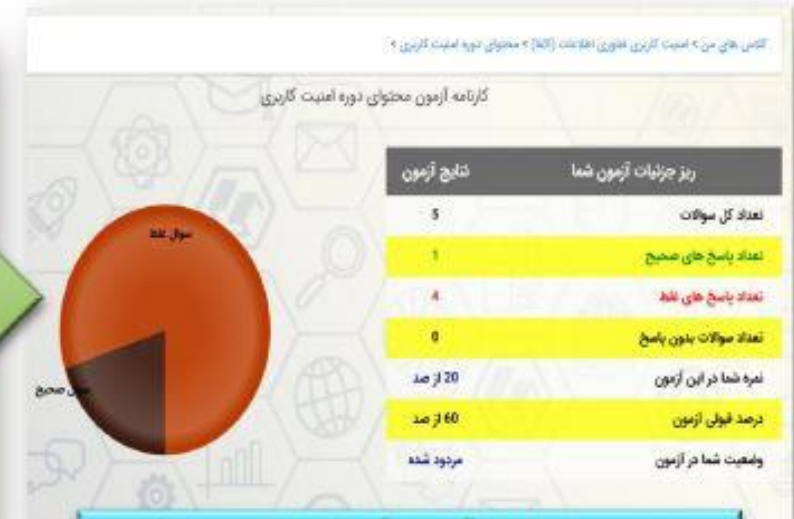 کلاس های من > امنیت کاربری فناوری اطلاعات (اکفا) > محتوای دوره امنیت کاربری >
کارنامه آزمون محتوای دوره امنیت کاربری
ریز جزئیات آزمون شما نتایج آزمون
تعداد کل سوالات 5
تعداد پاسخ های صحیح 1
تعداد پاسخ های غلط 4
تعداد سوالات بدون پاسخ 0
نمره شما در این آزمون 20 از صد
درصد قبولی آزمون 60 از صد
وضعیت شما در آزمون مردود شده
سوال غلط
سوال صحیح